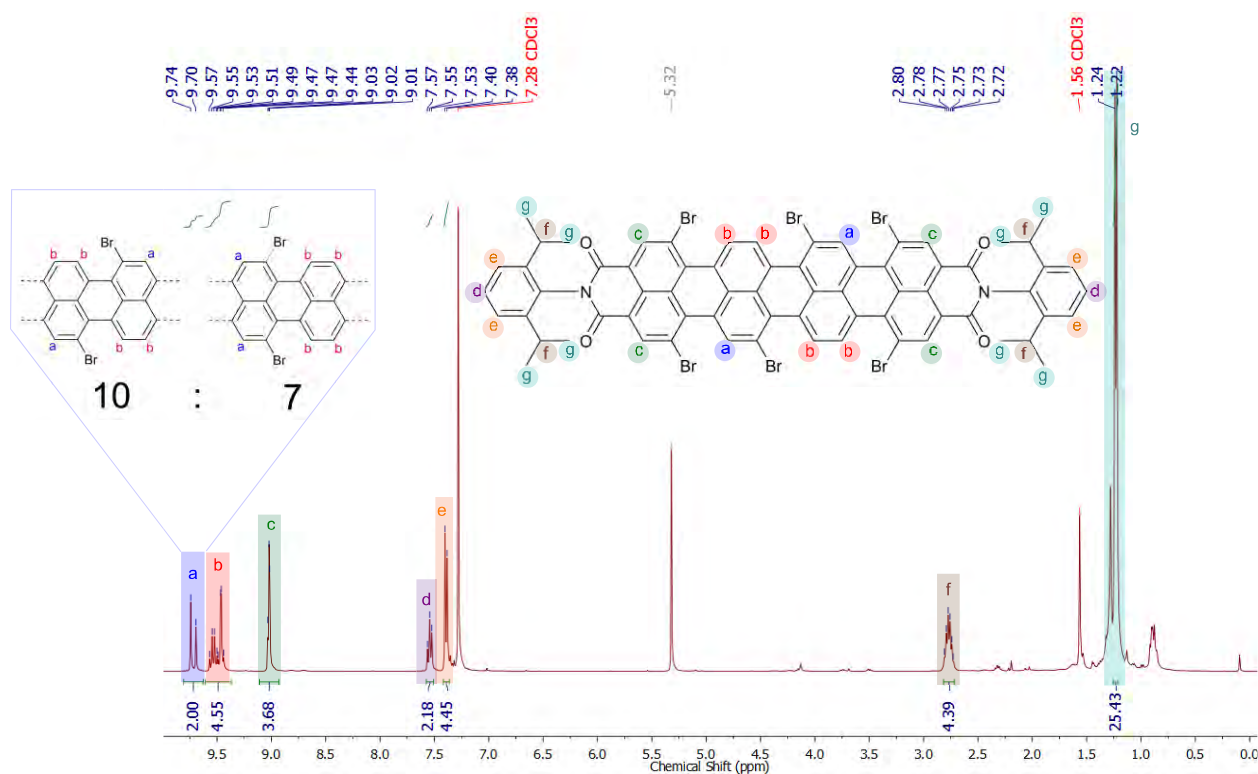 9.74
9.70
9.57
9.55
9.53
9.51
9.49
9.47
9.47
9.44
9.03
9.02
9.01
7.57
7.55
7.53
7.40
7.38
7.28 CDCl3
5.32
2.80
2.78
2.77
2.75
2.73
2.72
1.56 CDCl3
1.24
1.22
g
Br Br
b b a a b b
a Br b b a Br b b
10 : 7
g g
f g g f
Br Br Br
c b b a c
e O O e
d N N d
e O O e
c a b b c
f g g f
Br Br Br Br
g g
a
b
c
d
e
f
2.00
4.55
3.68
2.18
4.45
4.39
25.43
9.5 9.0 8.5 8.0 7.5 7.0 6.5 6.0 5.5 5.0 4.5 4.0 3.5 3.0 2.5 2.0 1.5 1.0 0.5 0.0
Chemical Shift (ppm)